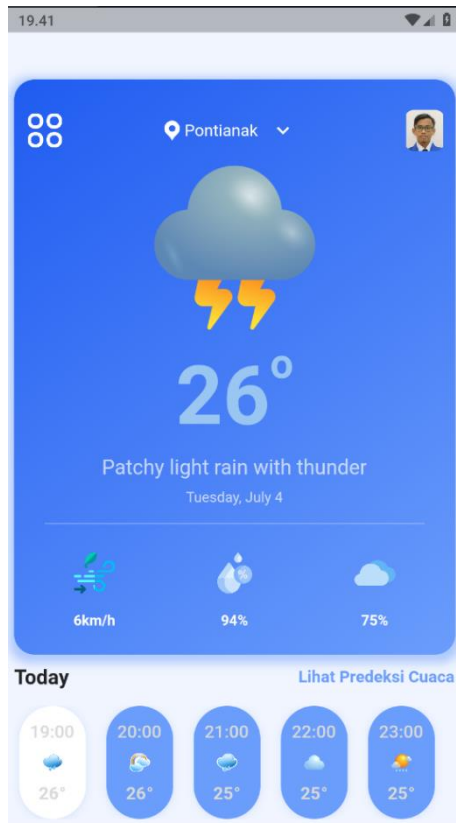 19.41
Pontianak
26°
Patchy light rain with thunder
Tuesday, July 4
%
6km/h 94% 75%
Today Lihat Predeksi Cuaca
19:00 20:00 21:00 22:00 23:00
26° 26° 25° 25° 25°